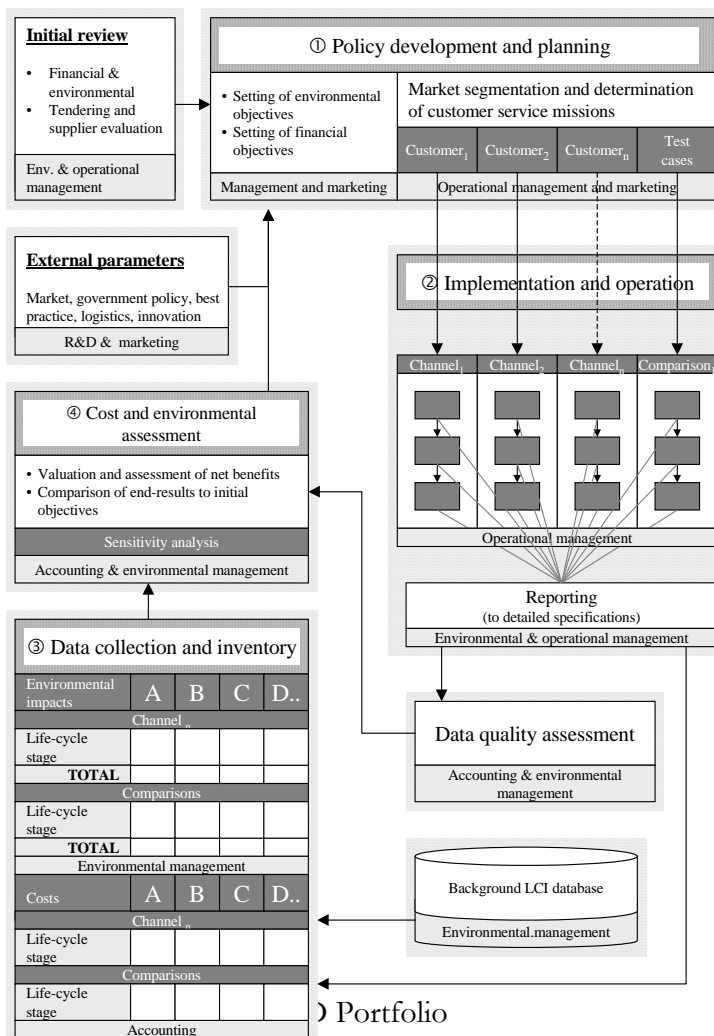 Initial review
• Financial &
environmental
• Tendering and
supplier evaluation
Env. & operational
management
① Policy development and planning
• Setting of environmental
objectives
• Setting of financial
objectives
Management and marketing
Market segmentation and determination
of customer service missions
Customer1
Customer2
Customern
Test
cases
Operational management and marketing
External parameters
Market, government policy, best
practice, logistics, innovation
R&D & marketing
② Implementation and operation
Channel1
Channel2
Channeln
Comparison
Operational management
Reporting
(to detailed specifications)
Environmental & operational management
④ Cost and environmental
assessment
• Valuation and assessment of net benefits
• Comparison of end-results to initial
objectives
Sensitivity analysis
Accounting & environmental management
③ Data collection and inventory
Environmental
impacts
A B C D..
Channel n
Life-cycle
stage
TOTAL
Comparisons
Life-cycle
stage
TOTAL
Environmental management
Costs
A B C D..
Channel n
Life-cycle
stage
Comparisons
Life-cycle
stage
Accounting
Data quality assessment
Accounting & environmental
management
Background LCI database
Environmental.management
Portfolio